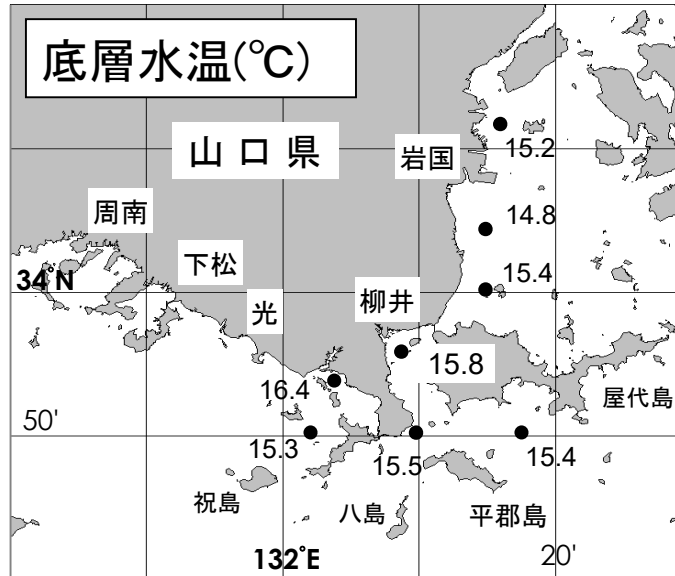 底層水温(℃)
山口県
岩国
15.2
周南
14.8
下松
34°N
15.4
光
柳井
15.8
16.4
屋代島
50'
15.3
15.5
15.4
祝島
八島
平郡島
132°E
20'